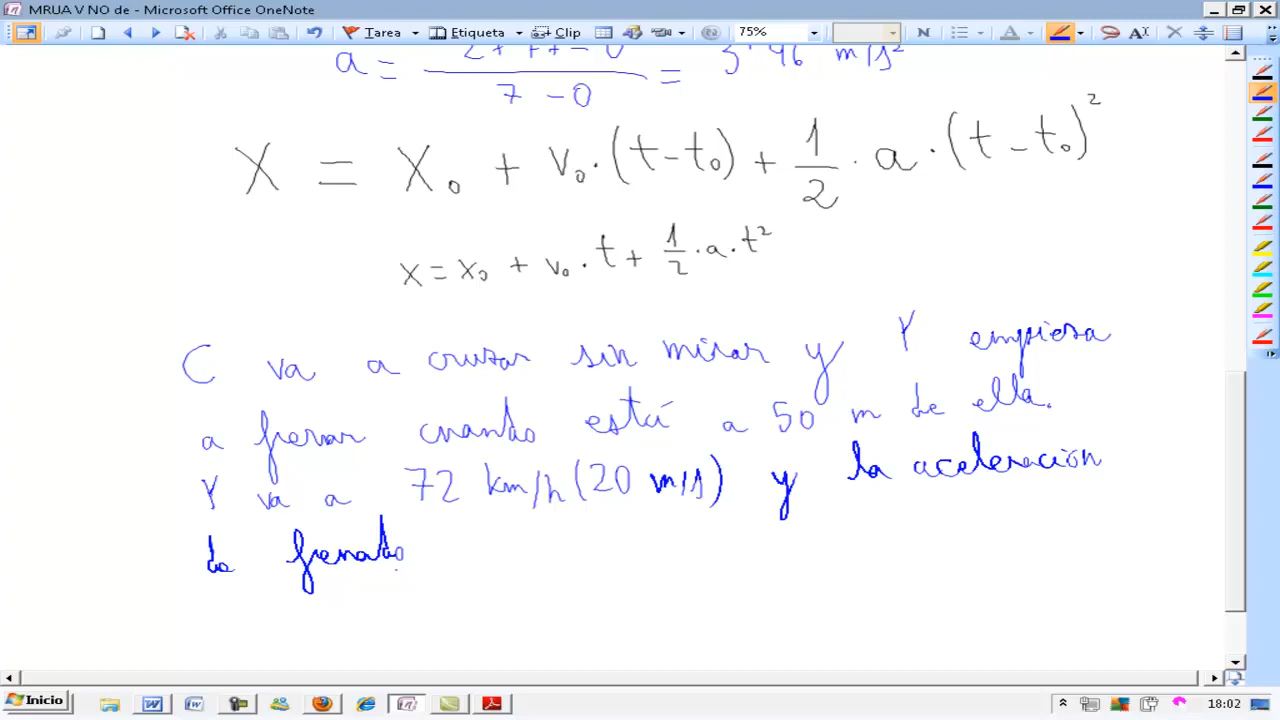 MRUA V NO de - Microsoft Office OneNote
Tarea Etiqueta Clip 75% N A
a = 7 - 0 = 3'46 m/s²
X = X₀ + v₀·(t-t₀) + 1/2 · a · (t-t₀)²
x = x₀ + v₀ · t + 1/2 · a · t²
C va a cruzar sin mirar y Y empieza
a frenar cuando está a 50 m de ella.
Y va a 72 km/h (20 m/s) y la aceleración
de frenado
Inicio 18:02